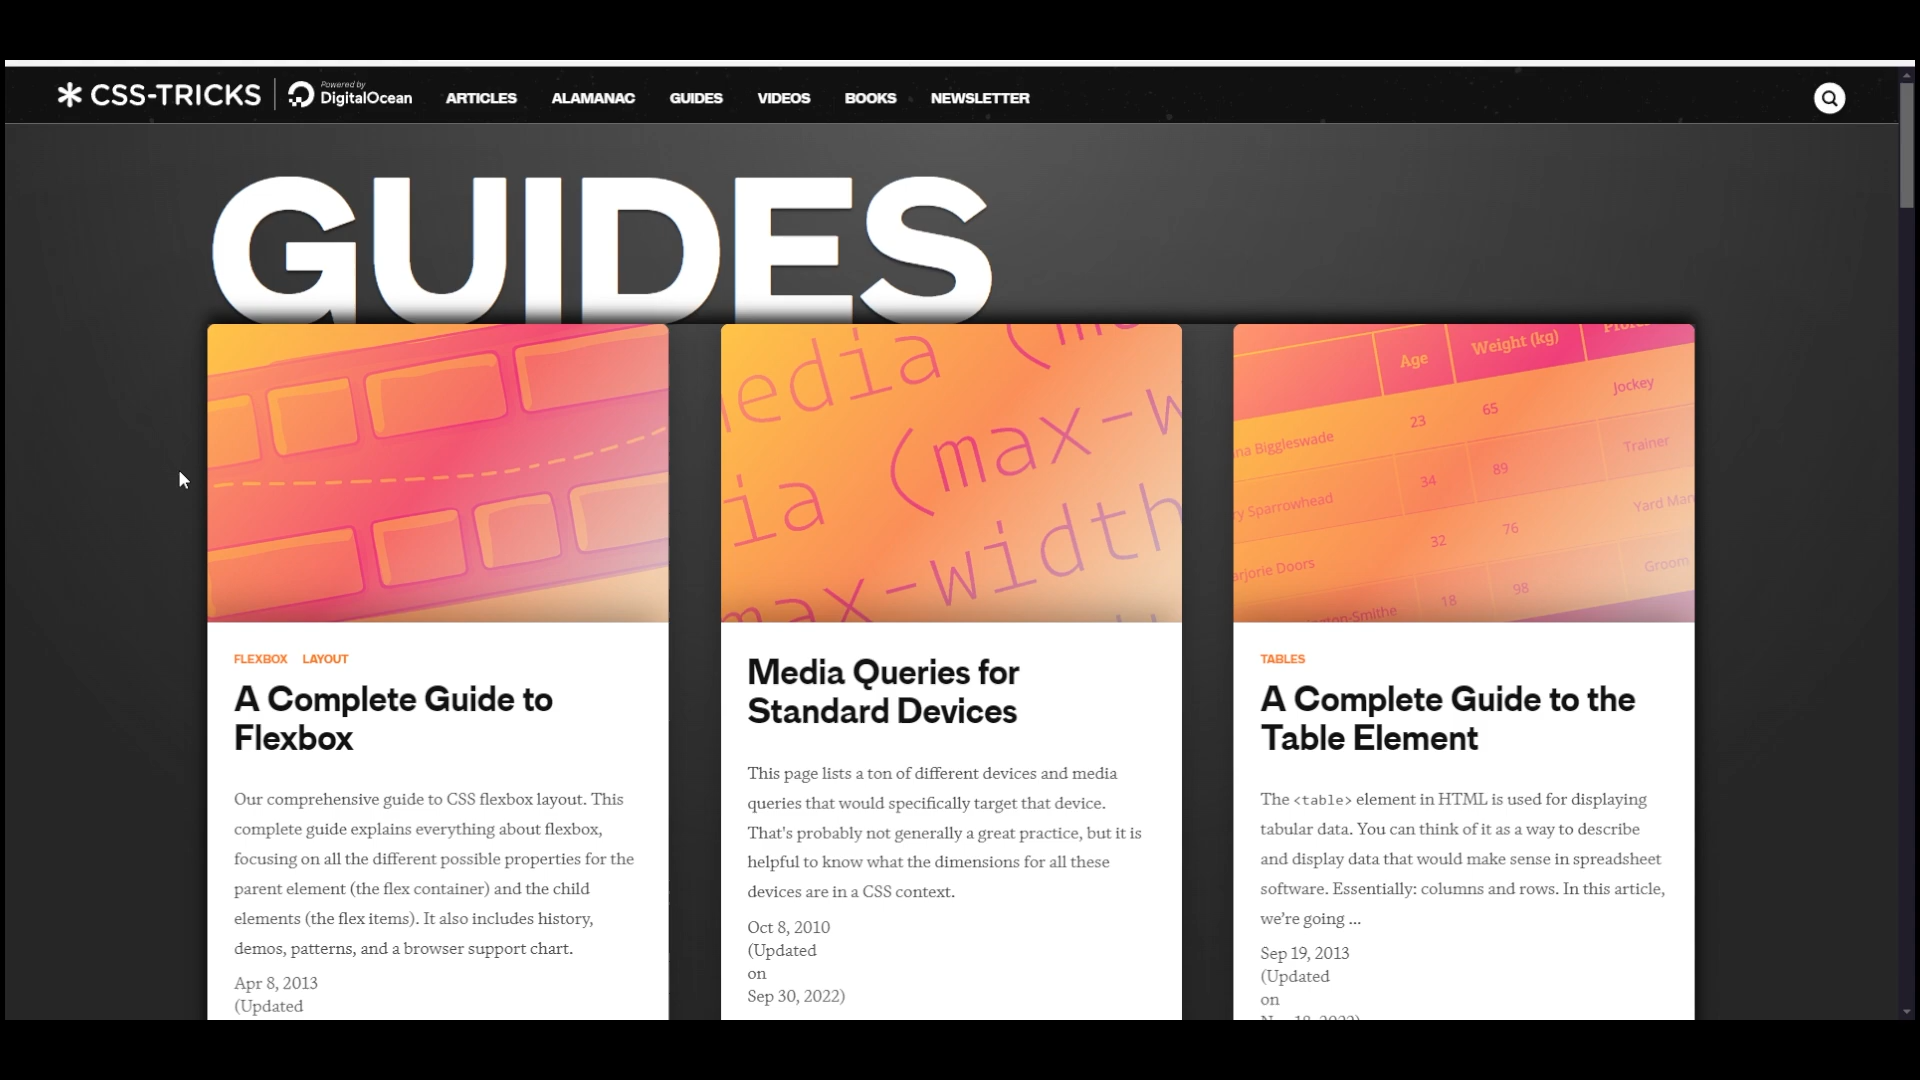 CSS-TRICKS
Powered by
DigitalOcean
ARTICLES
ALAMANAC
GUIDES
VIDEOS
BOOKS
NEWSLETTER
GUIDES
edia (m
ia (max-w
max-width
Age
Weight (kg)
23
65
Jockey
na Biggleswade
34
89
Trainer
y Sparrowhead
32
76
Yard Man
arjorie Doors
18
98
Groom
ngton-Smithe
FLEXBOX LAYOUT
A Complete Guide to
Flexbox
Our comprehensive guide to CSS flexbox layout. This
complete guide explains everything about flexbox,
focusing on all the different possible properties for the
parent element (the flex container) and the child
elements (the flex items). It also includes history,
demos, patterns, and a browser support chart.
Apr 8, 2013
(Updated
Media Queries for
Standard Devices
This page lists a ton of different devices and media
queries that would specifically target that device.
That's probably not generally a great practice, but it is
helpful to know what the dimensions for all these
devices are in a CSS context.
Oct 8, 2010
(Updated
on
Sep 30, 2022)
TABLES
A Complete Guide to the
Table Element
The <table> element in HTML is used for displaying
tabular data. You can think of it as a way to describe
and display data that would make sense in spreadsheet
software. Essentially: columns and rows. In this article,
we’re going ...
Sep 19, 2013
(Updated
on